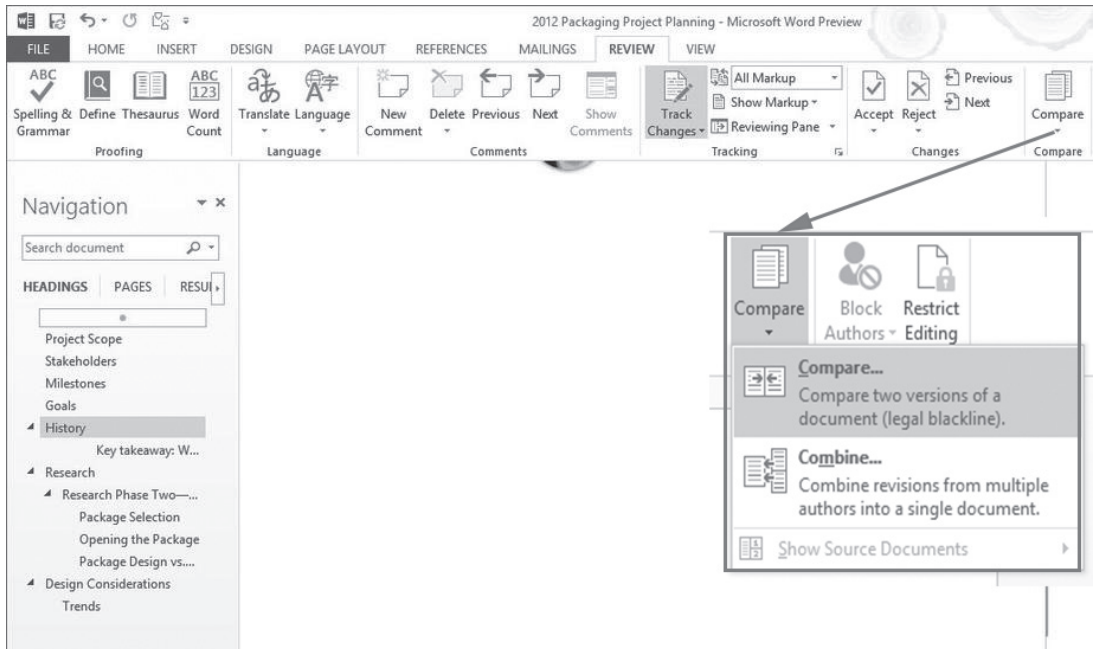 2012 Packaging Project Planning - Microsoft Word Preview
FILE HOME INSERT DESIGN PAGE LAYOUT REFERENCES MAILINGS REVIEW VIEW
ABC
Spelling & Grammar
Define
Thesaurus
ABC
123
Word Count
Proofing
Translate
Language
Language
New Comment
Delete
Previous
Next
Show Comments
Comments
Track Changes
All Markup
Show Markup
Reviewing Pane
Tracking
Accept
Reject
Previous
Next
Changes
Compare
Compare
Navigation
Search document
HEADINGS PAGES RESUL
Project Scope
Stakeholders
Milestones
Goals
History
Key takeaway: W...
Research
Research Phase Two—...
Package Selection
Opening the Package
Package Design vs....
Design Considerations
Trends
Compare
Block Authors
Restrict Editing
Compare...
Compare two versions of a
document (legal blackline).
Combine...
Combine revisions from multiple
authors into a single document.
Show Source Documents